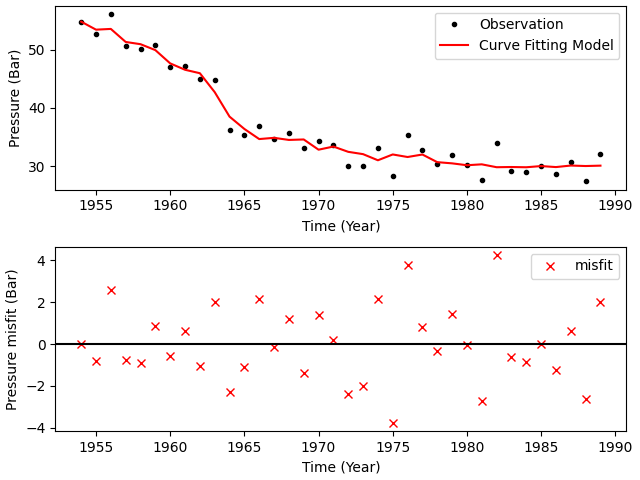 Pressure (Bar)
50
40
30
Observation
Curve Fitting Model
1955 1960 1965 1970 1975 1980 1985 1990
Time (Year)
Pressure misfit (Bar)
4
2
0
−2
−4
misfit
1955 1960 1965 1970 1975 1980 1985 1990
Time (Year)